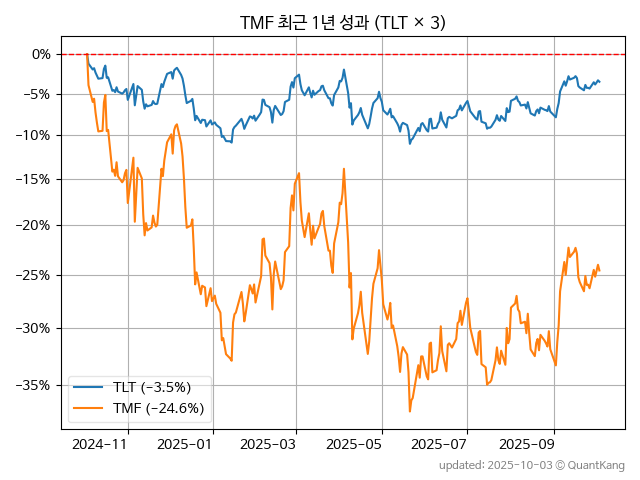 TMF 최근 1년 성과 (TLT × 3)
0%
−5%
−10%
−15%
−20%
−25%
−30%
−35%
TLT (−3.5%)
TMF (−24.6%)
2024−11 2025−01 2025−03 2025−05 2025−07 2025−09
updated: 2025-10-03 ⓒ QuantKang